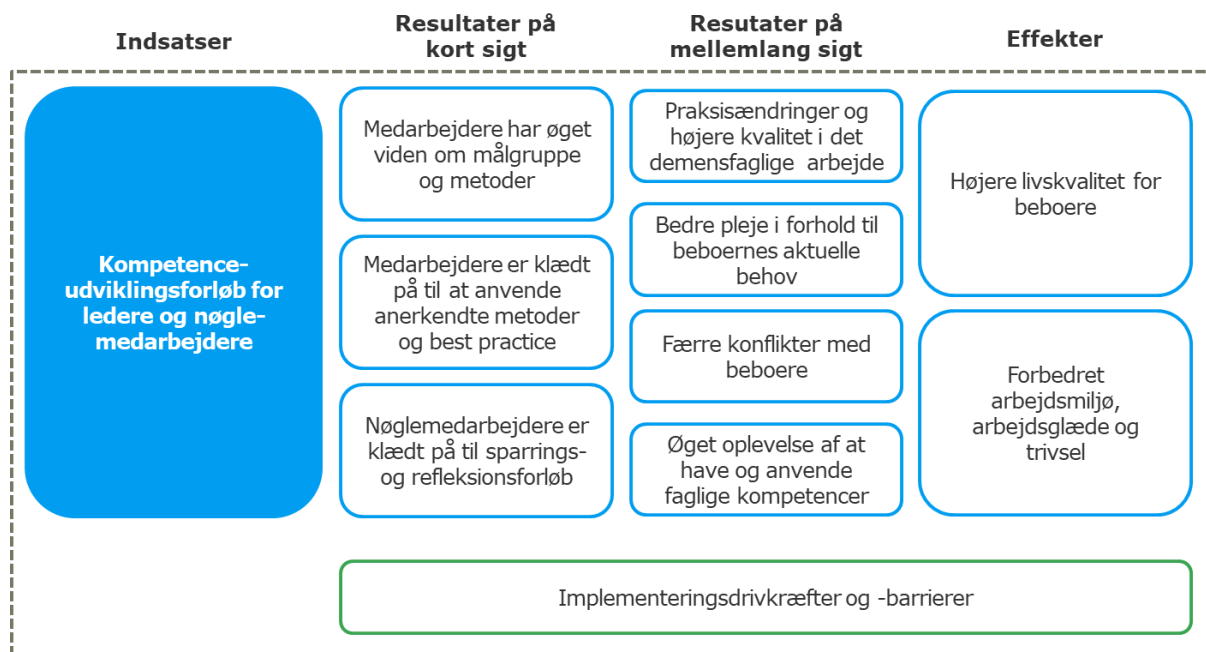 Indsatser
Resultater på
kort sigt
Resutater på
mellemlang sigt
Effekter
Kompetence-
udviklingsforløb for
ledere og nøgle-
medarbejdere
Medarbejdere har øget
viden om målgruppe
og metoder
Medarbejdere er klædt
på til at anvende
anerkendte metoder
og best practice
Nøglemedarbejdere er
klædt på til sparrings-
og refleksionsforløb
Praksisændringer og
højere kvalitet i det
demensfaglige arbejde
Bedre pleje i forhold til
beboernes aktuelle
behov
Færre konflikter med
beboere
Øget oplevelse af at
have og anvende
faglige kompetencer
Højere livskvalitet for
beboere
Forbedret
arbejdsmiljø,
arbejdsglæde og
trivsel
Implementeringsdrivkræfter og -barrierer